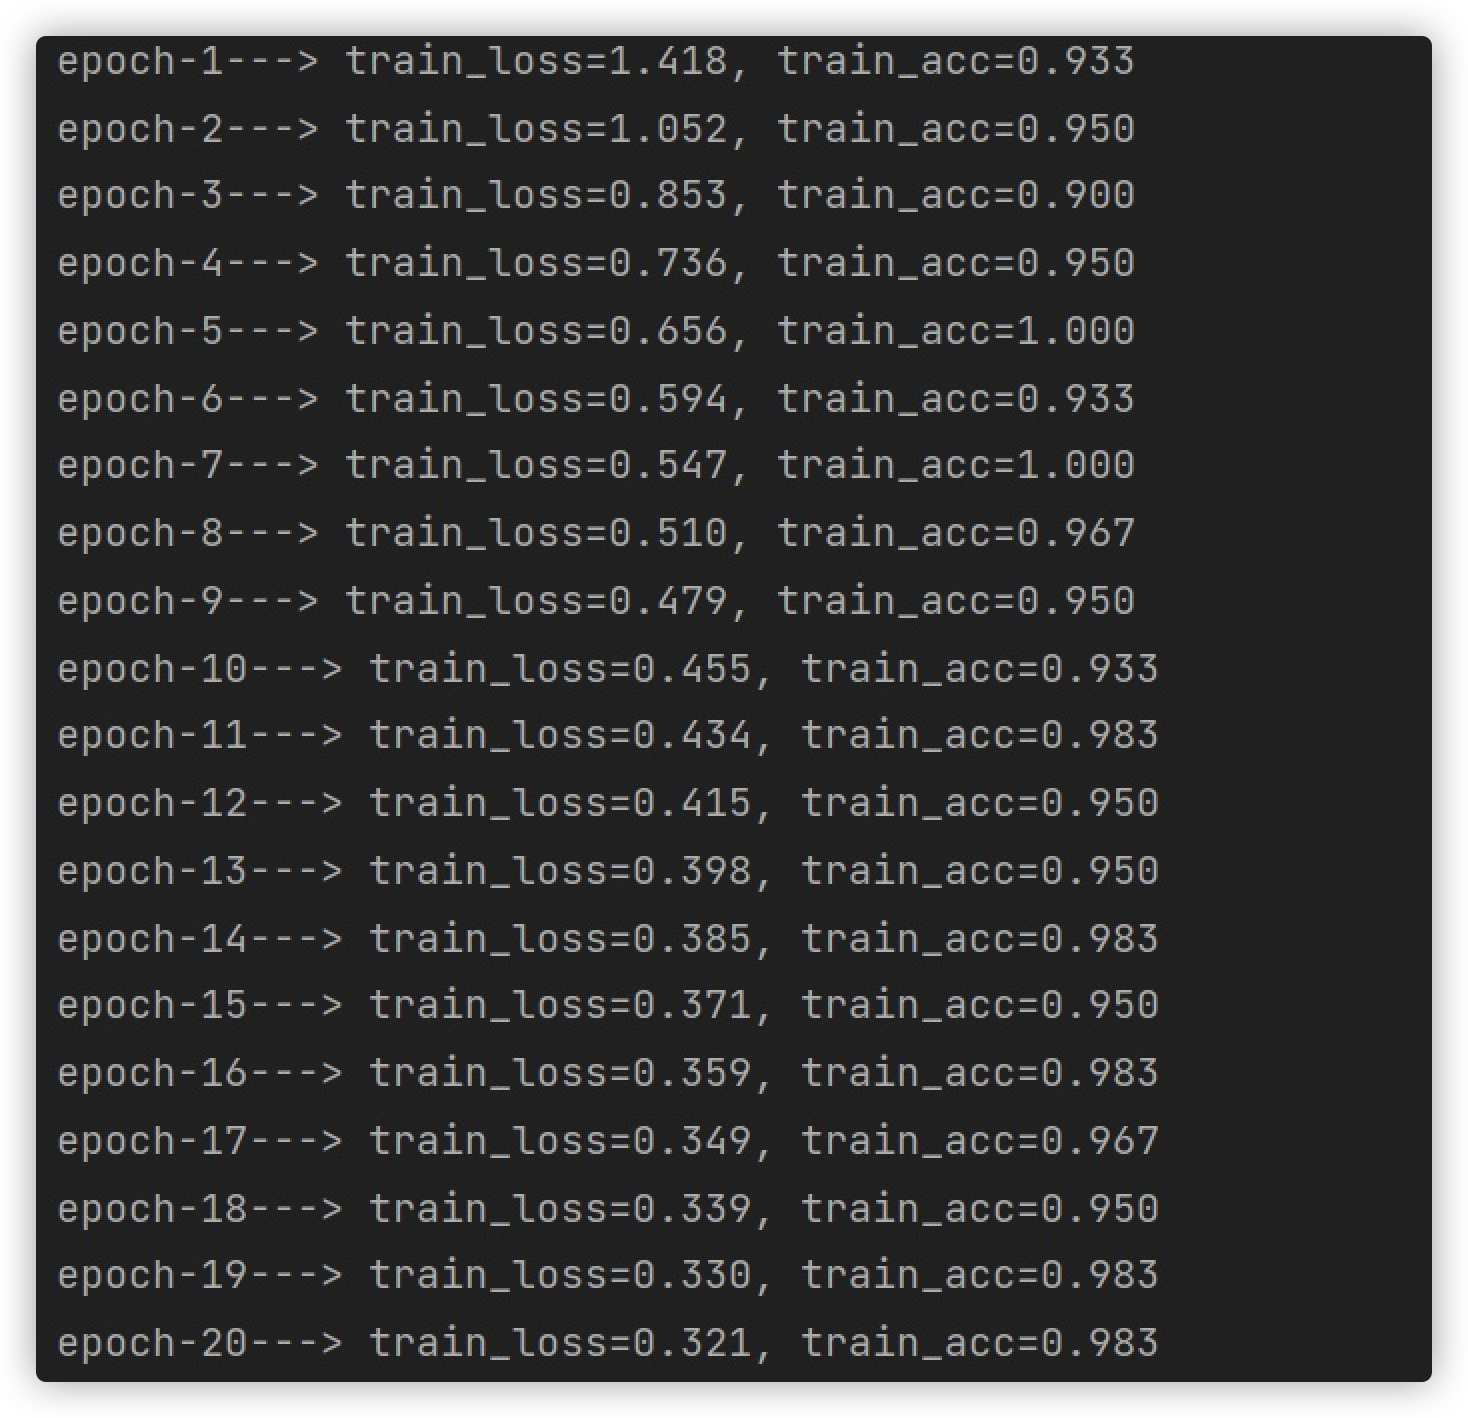 epoch-1---> train_loss=1.418, train_acc=0.933
epoch-2---> train_loss=1.052, train_acc=0.950
epoch-3---> train_loss=0.853, train_acc=0.900
epoch-4---> train_loss=0.736, train_acc=0.950
epoch-5---> train_loss=0.656, train_acc=1.000
epoch-6---> train_loss=0.594, train_acc=0.933
epoch-7---> train_loss=0.547, train_acc=1.000
epoch-8---> train_loss=0.510, train_acc=0.967
epoch-9---> train_loss=0.479, train_acc=0.950
epoch-10---> train_loss=0.455, train_acc=0.933
epoch-11---> train_loss=0.434, train_acc=0.983
epoch-12---> train_loss=0.415, train_acc=0.950
epoch-13---> train_loss=0.398, train_acc=0.950
epoch-14---> train_loss=0.385, train_acc=0.983
epoch-15---> train_loss=0.371, train_acc=0.950
epoch-16---> train_loss=0.359, train_acc=0.983
epoch-17---> train_loss=0.349, train_acc=0.967
epoch-18---> train_loss=0.339, train_acc=0.950
epoch-19---> train_loss=0.330, train_acc=0.983
epoch-20---> train_loss=0.321, train_acc=0.983